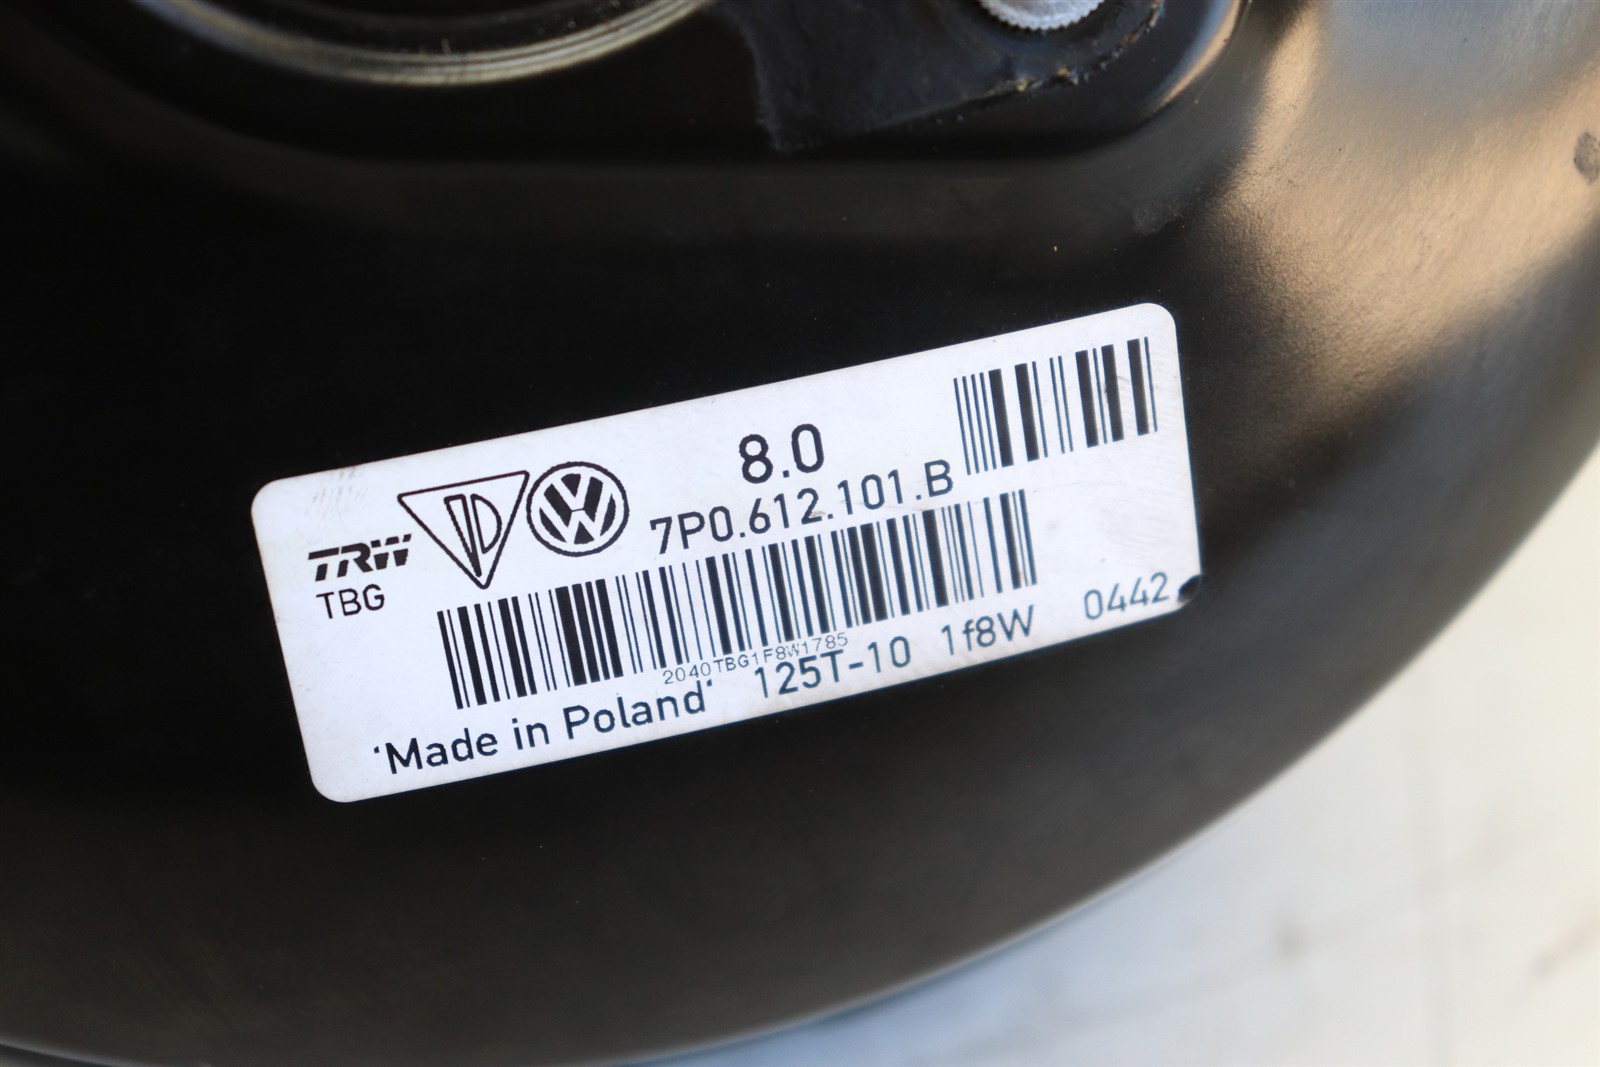 8.0
7P0.612.101.B
TRW
TBG
2040TBG1F8W1785
'Made in Poland' 125T-10 1f8W 0442